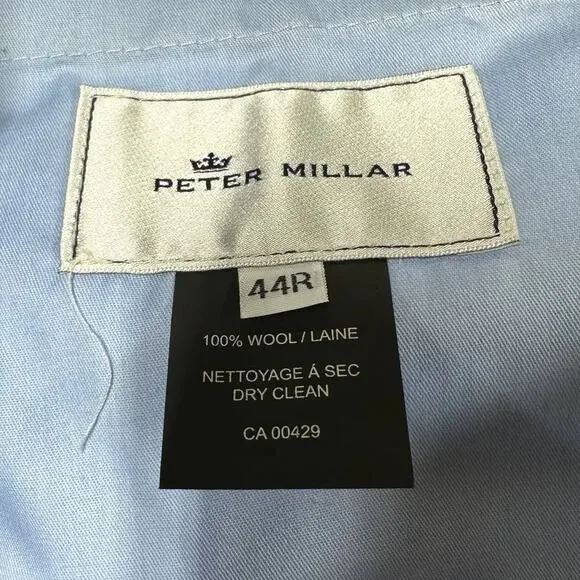 PETER MILLAR
44R
100% WOOL / LAINE
NETTOYAGE Á SEC
DRY CLEAN
CA 00429